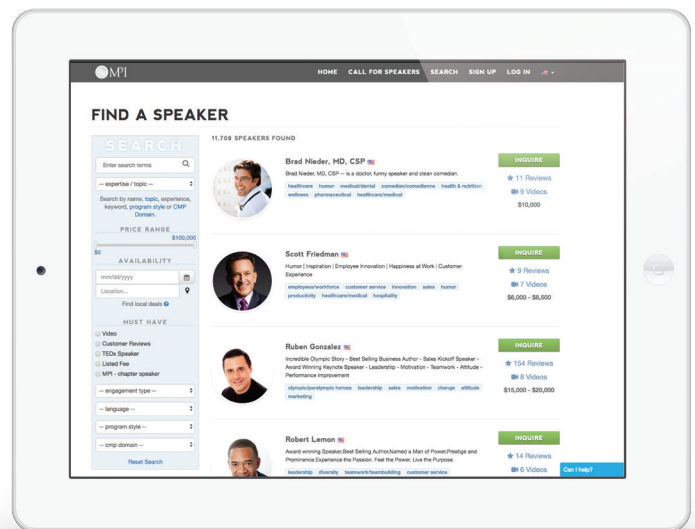 MPI
HOME CALL FOR SPEAKERS SEARCH SIGN UP LOG IN
FIND A SPEAKER
SEARCH
Enter search terms
-- expertise / topic --
Search by name, topic, experience,
keyword, program style or CMP
Domain.
PRICE RANGE
$100,000
$0
AVAILABILITY
mm/dd/yyyy
Location...
Find local deals
MUST HAVE
Video
Customer Reviews
TEDx Speaker
Listed Fee
MPI - chapter speaker
-- engagement type --
-- language --
-- program style --
-- cmp domain --
Reset Search
11,709 SPEAKERS FOUND
Brad Nieder, MD, CSP
Brad Nieder, MD, CSP -- is a doctor, funny speaker and clean comedian.
healthcare humor medical/dental comedian/comedienne health & nutrition
wellness pharmaceutical healthcare/medical
INQUIRE
11 Reviews
9 Videos
$10,000
Scott Friedman
Humor | Inspiration | Employee Innovation | Happiness at Work | Customer
Experience
employees/workforce customer service innovation sales humor
productivity healthcare/medical hospitality
INQUIRE
9 Reviews
7 Videos
$6,000 - $8,500
Ruben Gonzalez
Incredible Olympic Story - Best Selling Business Author - Sales Kickoff Speaker -
Award Winning Keynote Speaker - Leadership - Motivation - Teamwork - Attitude -
Performance improvement
olympic/paralympic heroes leadership sales motivation change attitude
marketing
INQUIRE
154 Reviews
8 Videos
$15,000 - $20,000
Robert Lemon
Award winning Speaker,Best Selling Author,Named a Man of Power,Prestige and
Prominence.Experience the Passion. Feel the Power. Live the Purpose
leadership diversity teamwork/teambuilding customer service
INQUIRE
14 Reviews
6 Videos
Can I help?